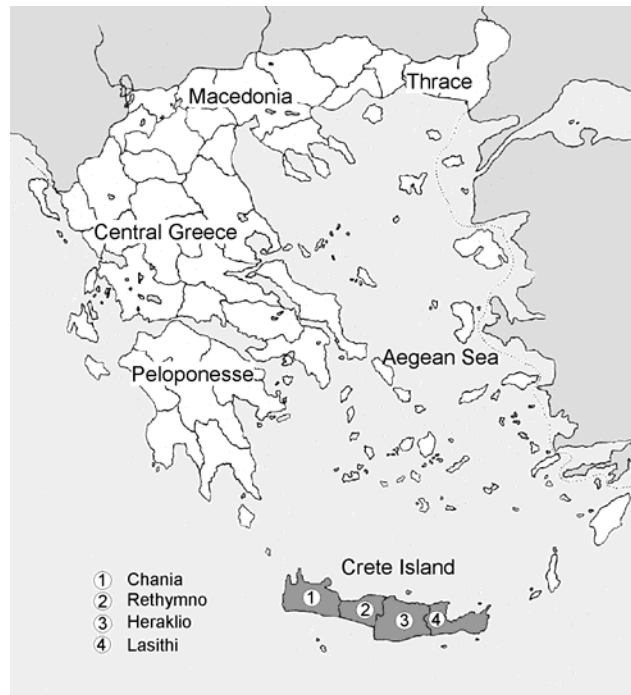 Thrace
Macedonia
Central Greece
Aegean Sea
Peloponesse
Crete Island
1 2 3 4
1 Chania
2 Rethymno
3 Heraklio
4 Lasithi